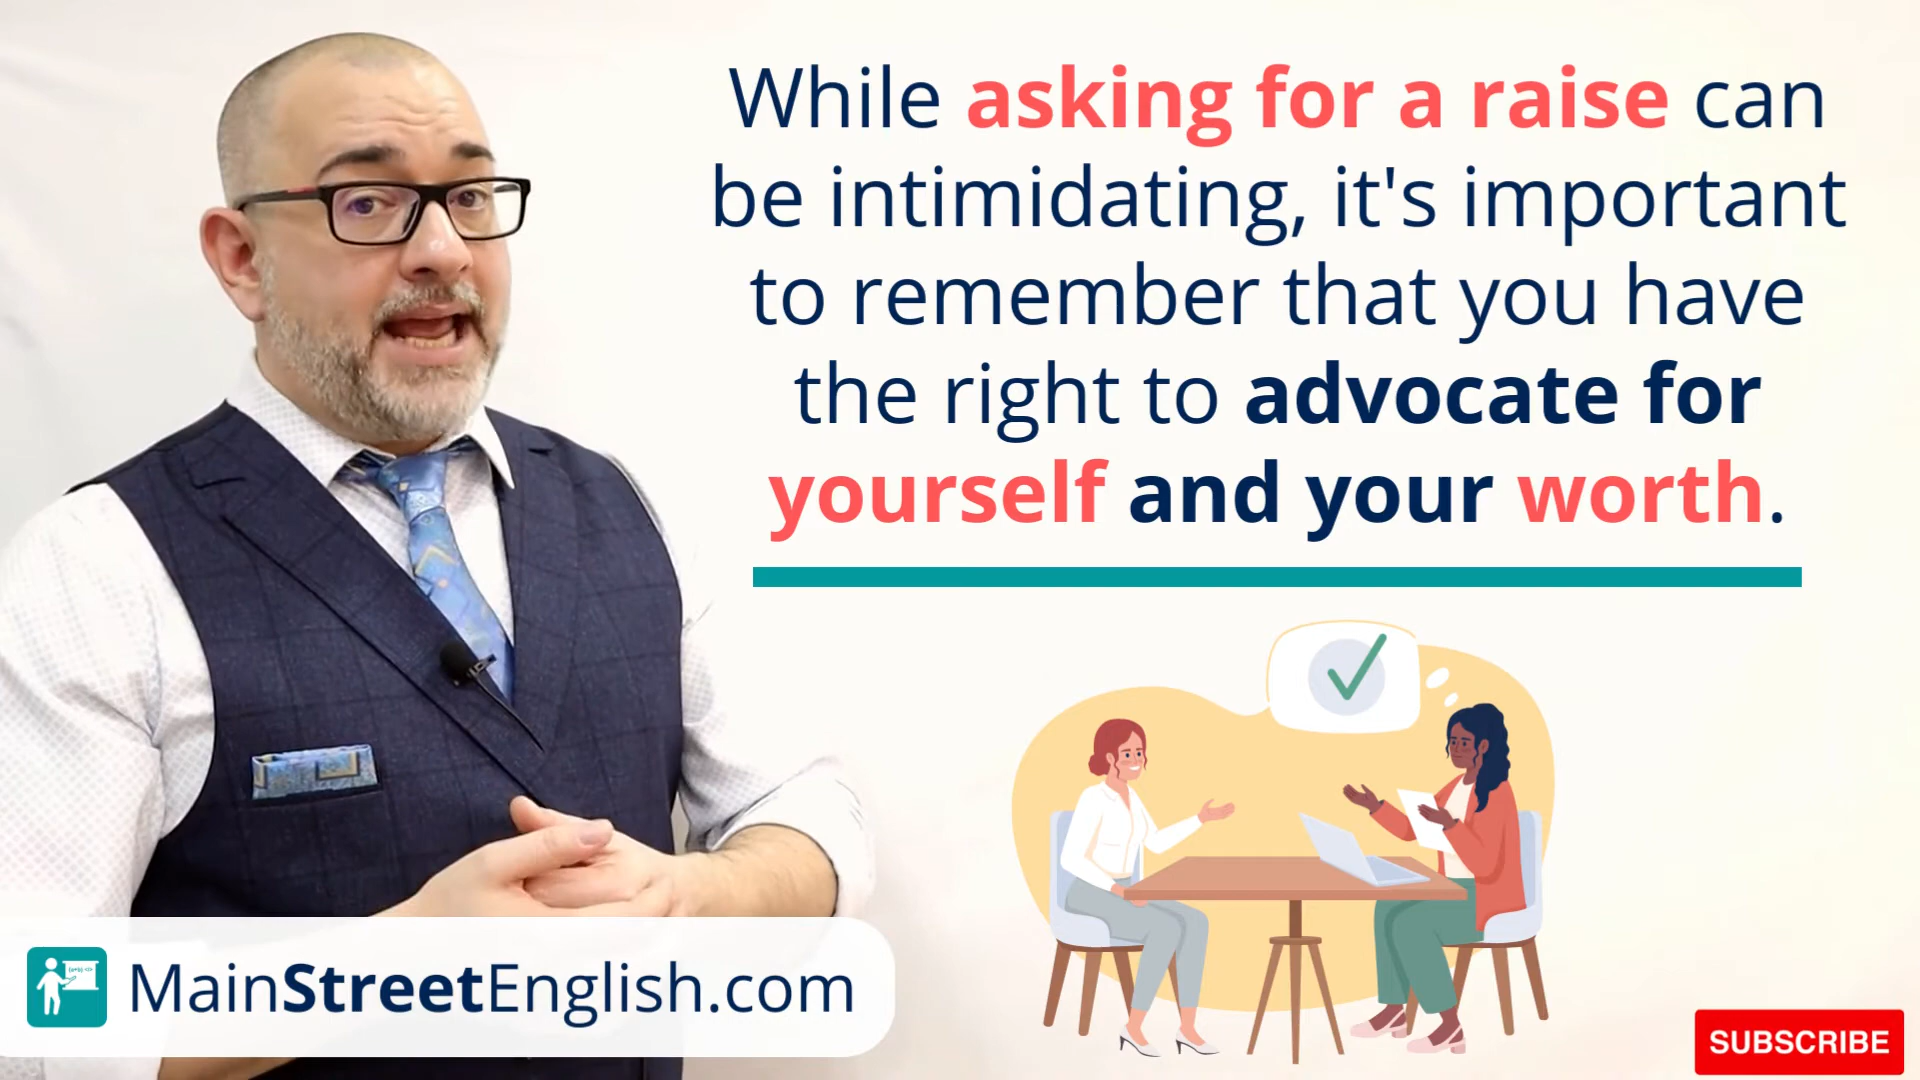 While asking for a raise can
be intimidating, it's important
to remember that you have
the right to advocate for
yourself and your worth.
MainStreetEnglish.com
SUBSCRIBE